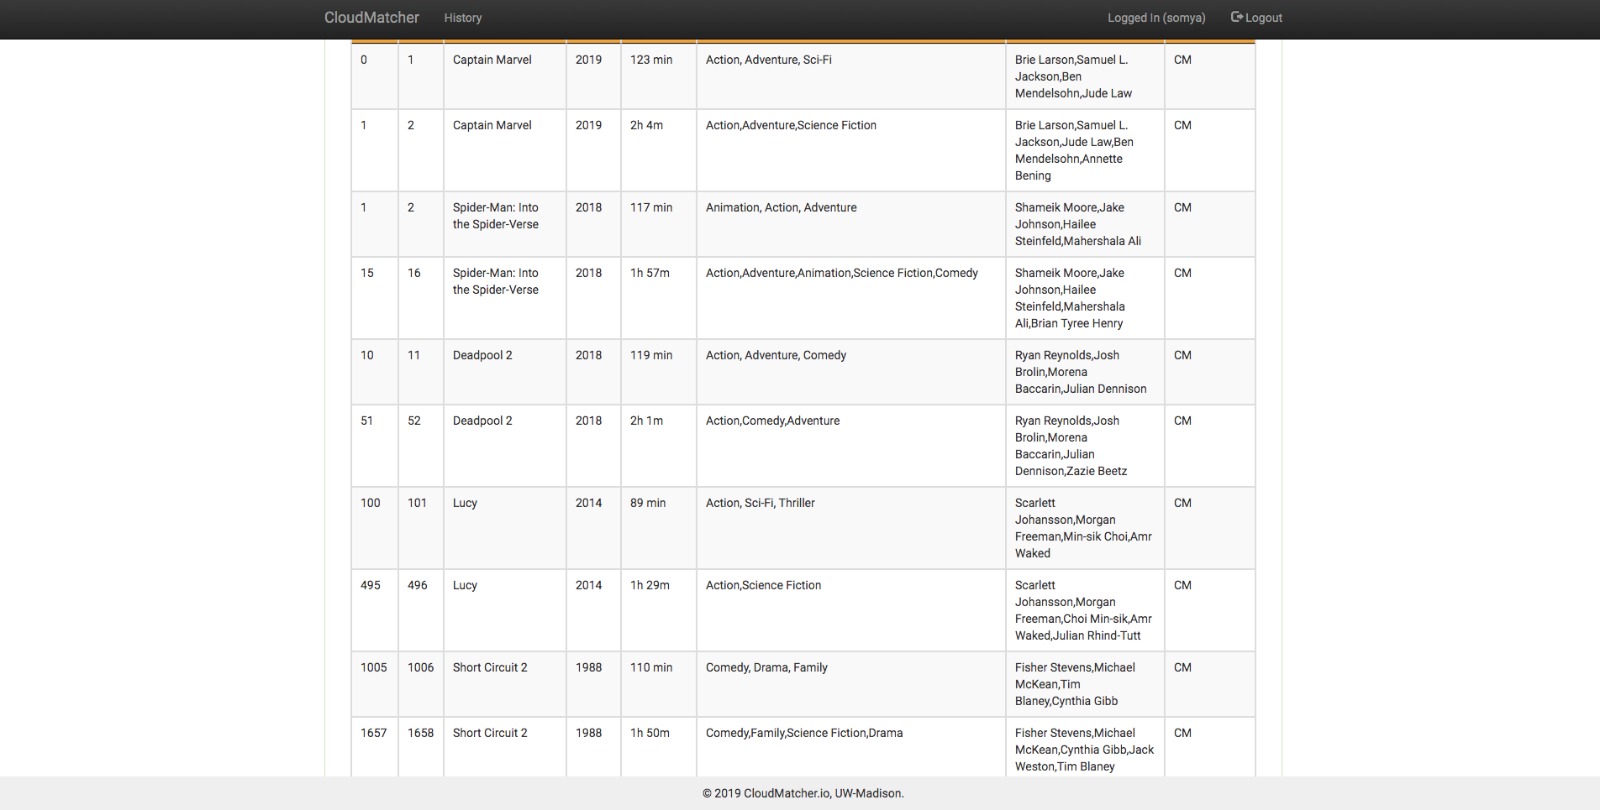 CloudMatcher History Logged In (somya) Logout
0 1 Captain Marvel 2019 123 min Action, Adventure, Sci-Fi Brie Larson,Samuel L.
Jackson,Ben
Mendelsohn,Jude Law CM
1 2 Captain Marvel 2019 2h 4m Action,Adventure,Science Fiction Brie Larson,Samuel L.
Jackson,Jude Law,Ben
Mendelsohn,Annette
Bening CM
1 2 Spider-Man: Into
the Spider-Verse 2018 117 min Animation, Action, Adventure Shameik Moore,Jake
Johnson,Hailee
Steinfeld,Mahershala Ali CM
15 16 Spider-Man: Into
the Spider-Verse 2018 1h 57m Action,Adventure,Animation,Science Fiction,Comedy Shameik Moore,Jake
Johnson,Hailee
Steinfeld,Mahershala
Ali,Brian Tyree Henry CM
10 11 Deadpool 2 2018 119 min Action, Adventure, Comedy Ryan Reynolds,Josh
Brolin,Morena
Baccarin,Julian Dennison CM
51 52 Deadpool 2 2018 2h 1m Action,Comedy,Adventure Ryan Reynolds,Josh
Brolin,Morena
Baccarin,Julian
Dennison,Zazie Beetz CM
100 101 Lucy 2014 89 min Action, Sci-Fi, Thriller Scarlett
Johansson,Morgan
Freeman,Min-sik Choi,Amr
Waked CM
495 496 Lucy 2014 1h 29m Action,Science Fiction Scarlett
Johansson,Morgan
Freeman,Choi Min-sik,Amr
Waked,Julian Rhind-Tutt CM
1005 1006 Short Circuit 2 1988 110 min Comedy, Drama, Family Fisher Stevens,Michael
McKean,Tim
Blaney,Cynthia Gibb CM
1657 1658 Short Circuit 2 1988 1h 50m Comedy,Family,Science Fiction,Drama Fisher Stevens,Michael
McKean,Cynthia Gibb,Jack
Weston,Tim Blaney CM
© 2019 CloudMatcher.io, UW-Madison.